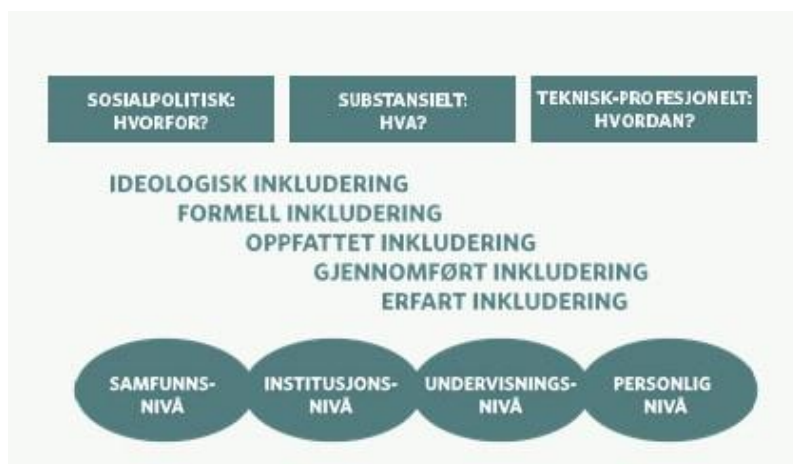 SOSIALPOLITISK:
HVORFOR?
SUBSTANSIELT:
HVA?
TEKNISK-PROFESJONELT:
HVORDAN?
IDEOLOGISK INKLUDERING
FORMELL INKLUDERING
OPPFATTET INKLUDERING
GJENNOMFØRT INKLUDERING
ERFART INKLUDERING
SAMFUNNS-
NIVÅ
INSTITUSJONS-
NIVÅ
UNDERVISNINGS-
NIVÅ
PERSONLIG
NIVÅ